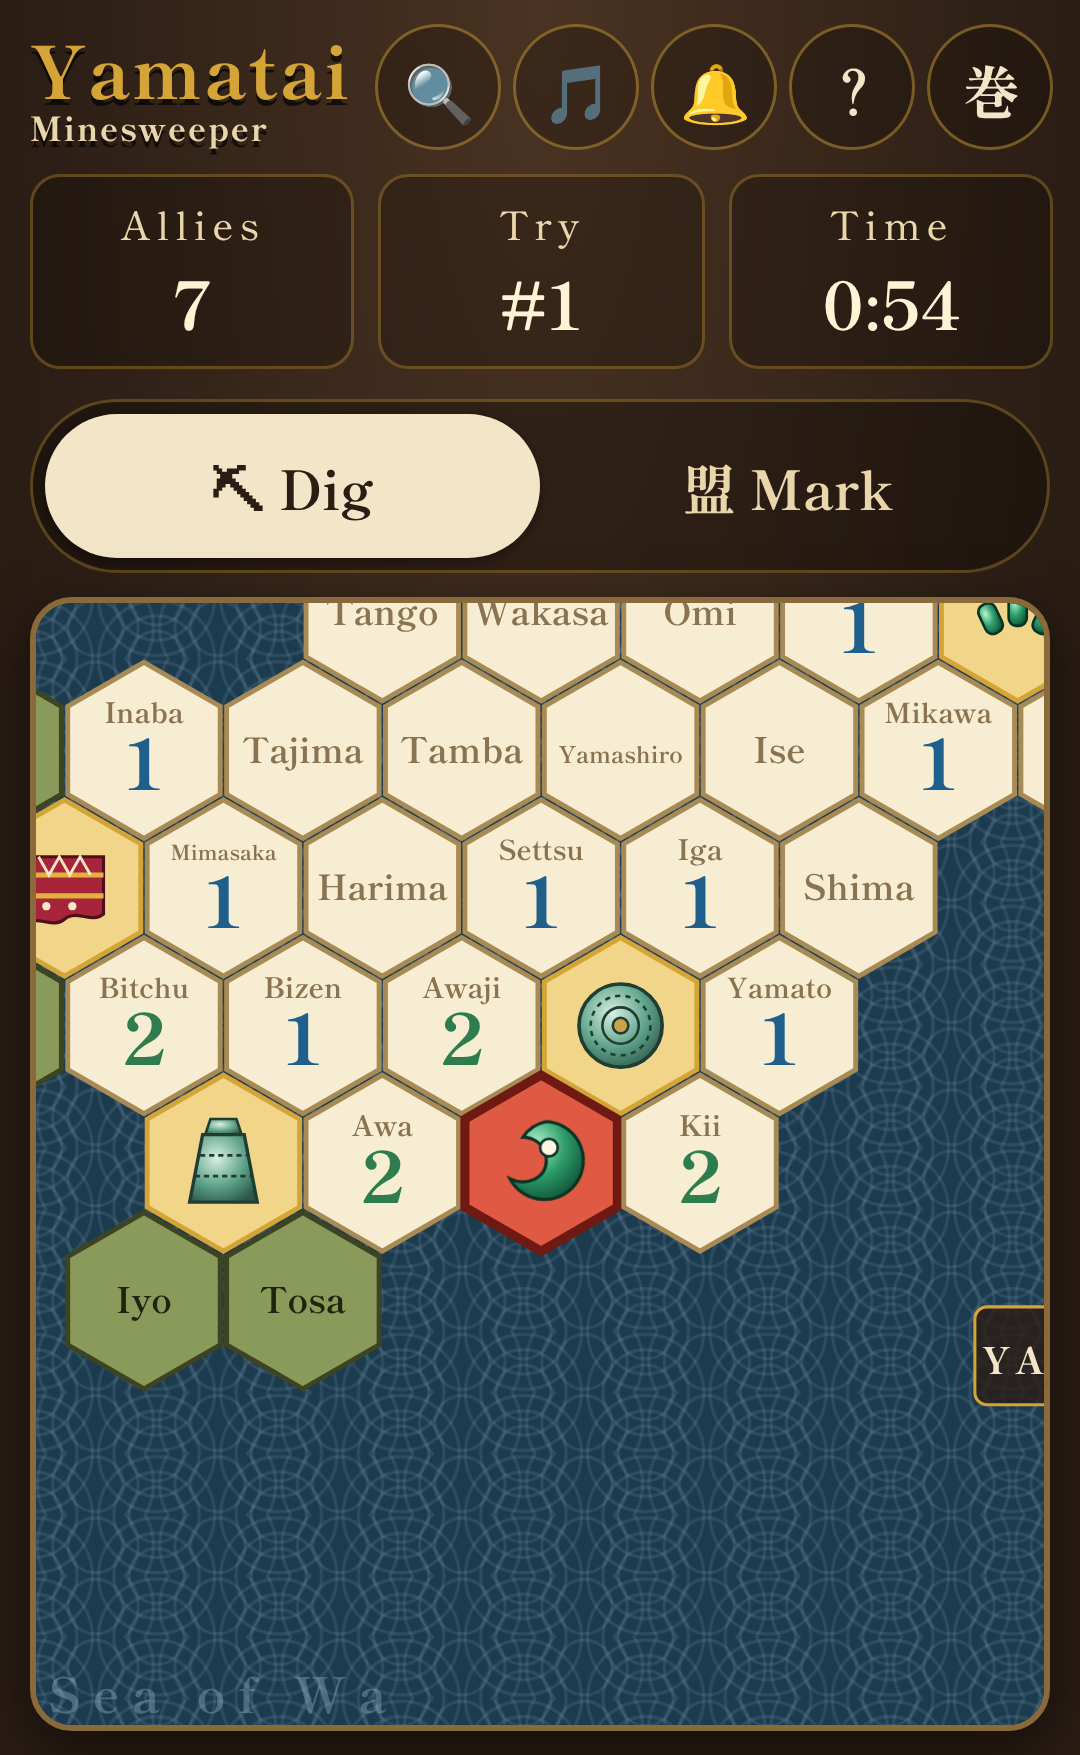 Yamatai
Minesweeper
?
巻
Allies
7
Try
#1
Time
0:54
Dig
盟 Mark
Tango
Wakasa
Omi
1
Inaba
1
Tajima
Tamba
Yamashiro
Ise
Mikawa
1
Mimasaka
1
Harima
Settsu
1
Iga
1
Shima
Bitchu
2
Bizen
1
Awaji
2
Yamato
1
Awa
2
Kii
2
Iyo
Tosa
YA
Sea of Wa